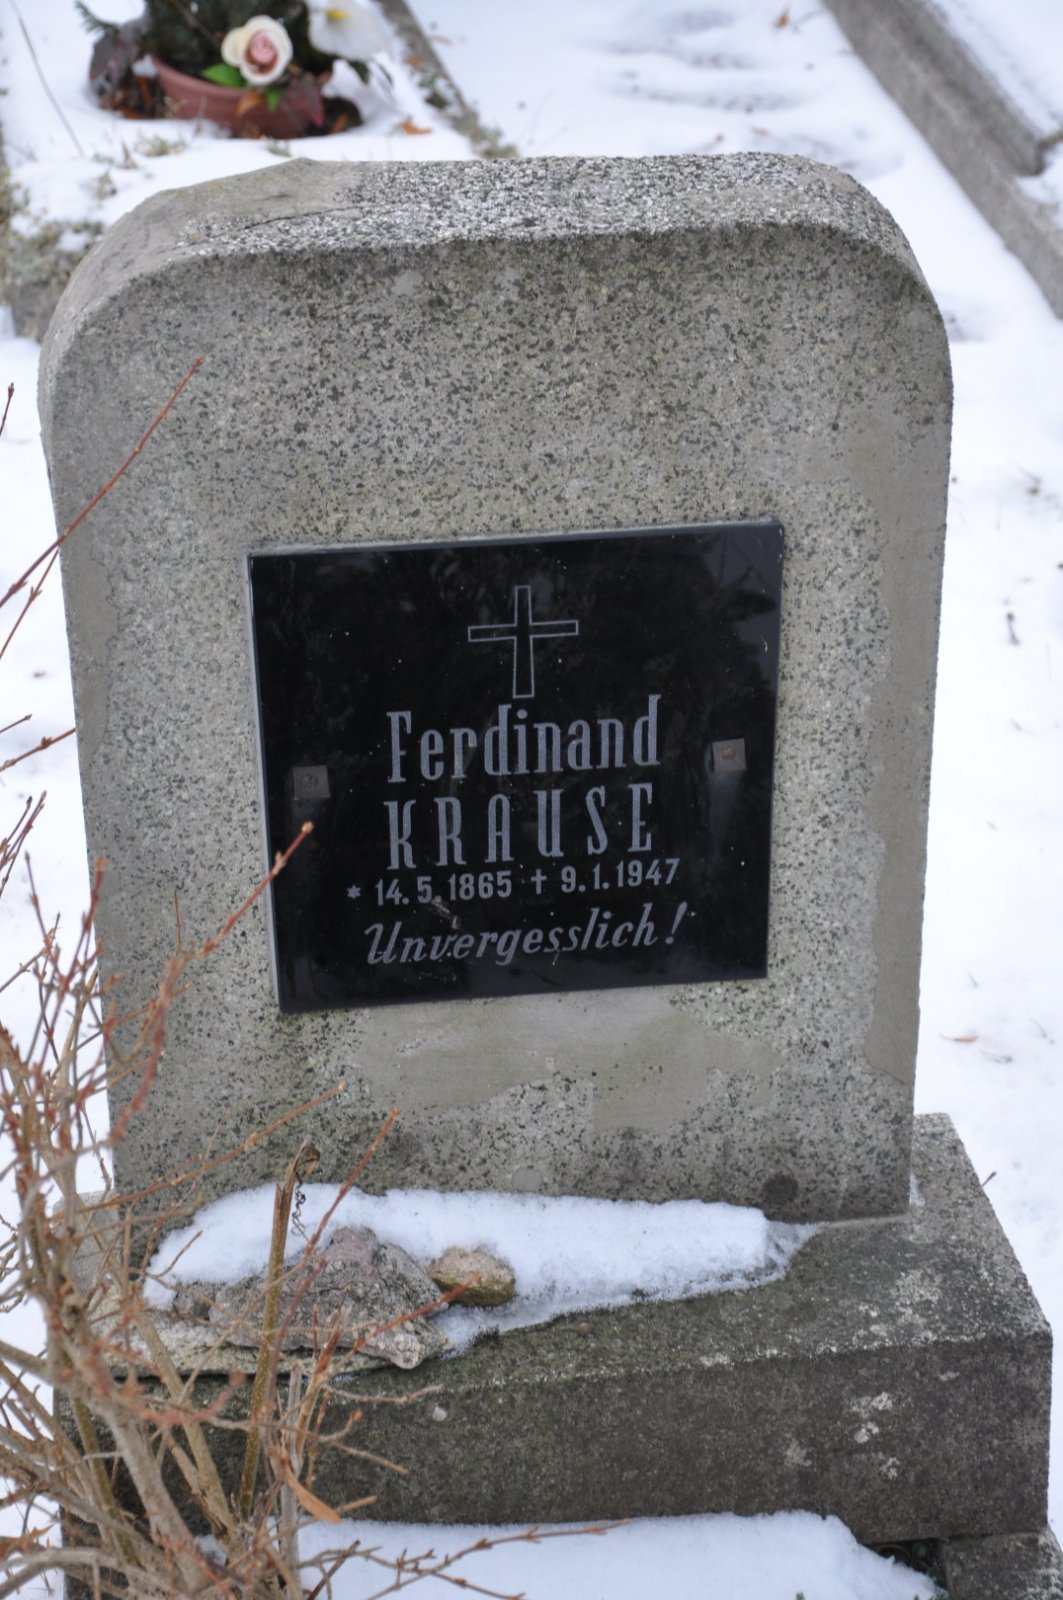 Ferdinand
KRAUSE
* 14.5.1865 ✝ 9.1.1947
Unvergesslich!